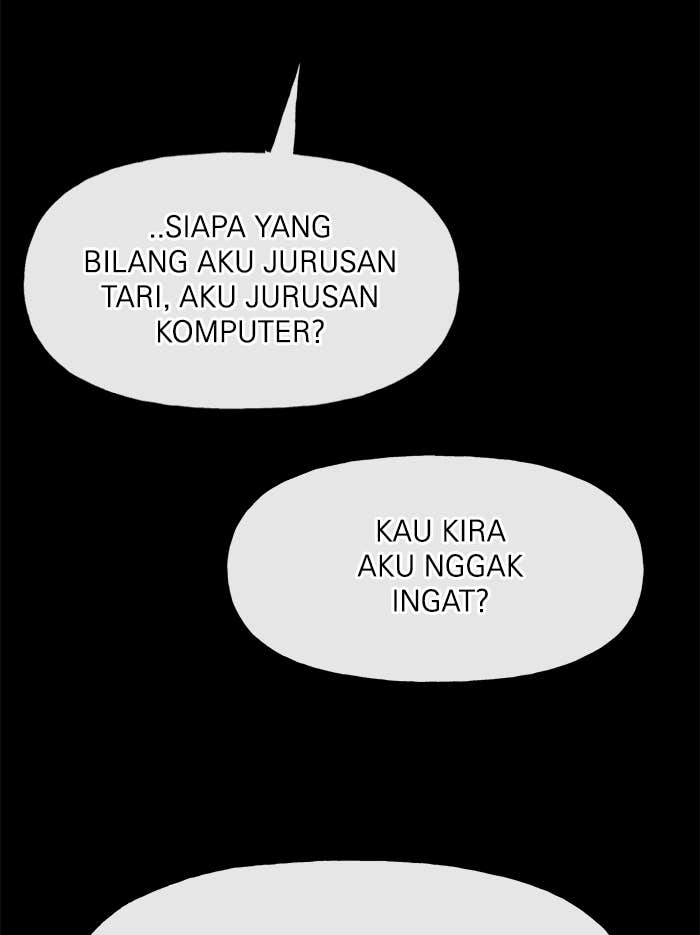 ..SIAPA YANG
BILANG AKU JURUSAN
TARI, AKU JURUSAN
KOMPUTER?
KAU KIRA
AKU NGGAK
INGAT?